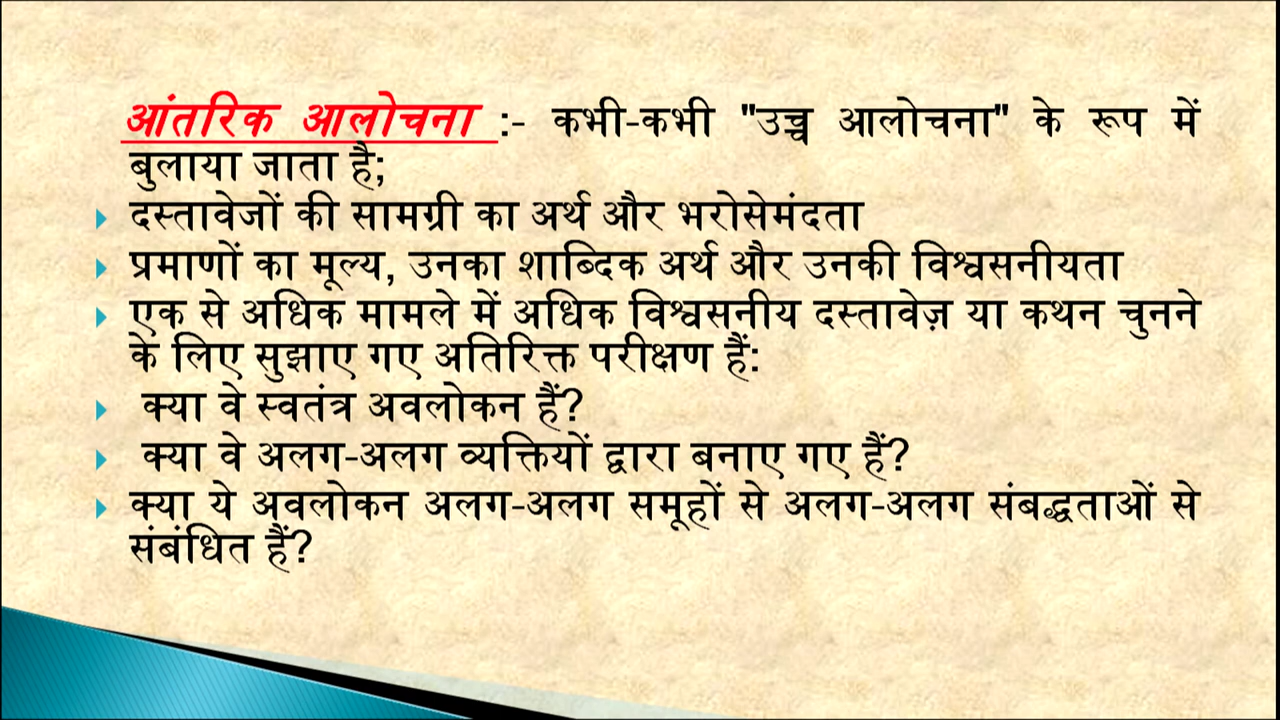 आंतरिक आलोचना :- कभी-कभी "उच्च आलोचना" के रूप में
बुलाया जाता है;
दस्तावेजों की सामग्री का अर्थ और भरोसेमंदता
प्रमाणों का मूल्य, उनका शाब्दिक अर्थ और उनकी विश्वसनीयता
एक से अधिक मामले में अधिक विश्वसनीय दस्तावेज़ या कथन चुनने
के लिए सुझाए गए अतिरिक्त परीक्षण हैं:
क्या वे स्वतंत्र अवलोकन हैं?
क्या वे अलग-अलग व्यक्तियों द्वारा बनाए गए हैं?
क्या ये अवलोकन अलग-अलग समूहों से अलग-अलग संबद्धताओं से
संबंधित हैं?